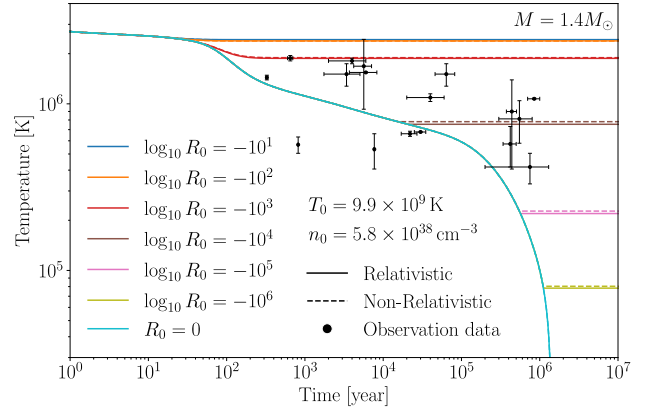 M = 1.4M⊙
Temperature [K]
10⁶
10⁵
log₁₀ R₀ = −10¹
log₁₀ R₀ = −10²
log₁₀ R₀ = −10³
log₁₀ R₀ = −10⁴
log₁₀ R₀ = −10⁵
log₁₀ R₀ = −10⁶
R₀ = 0
T₀ = 9.9 × 10⁹ K
n₀ = 5.8 × 10³⁸ cm⁻³
Relativistic
Non-Relativistic
Observation data
10⁰ 10¹ 10² 10³ 10⁴ 10⁵ 10⁶ 10⁷
Time [year]